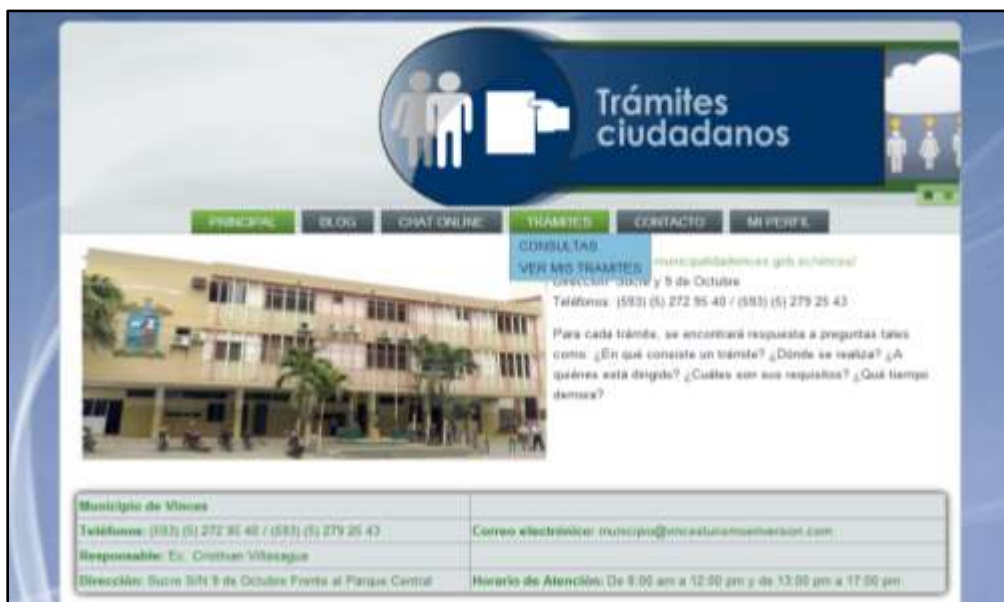 Trámites
ciudadanos
PRINCIPAL BLOG CHAT ONLINE TRÁMITES CONTACTO MI PERFIL
CONSULTAS
VER MIS TRAMITES
Dirección: Sucre y 9 de Octubre
Teléfonos: (593) (5) 272 95 40 / (593) (5) 279 25 43
Para cada trámite, se encontrará respuesta a preguntas tales
como: ¿En qué consiste un trámite? ¿Dónde se realiza? ¿A
quiénes está dirigido? ¿Cuáles son sus requisitos? ¿Qué tiempo
demora?
Municipio de Vinces
Teléfonos: (593) (5) 272 95 40 / (593) (5) 279 25 43 Correo electrónico:
Responsable: Ec. Cristhian
Dirección: Sucre S/N 9 de Octubre Frente al Parque Central Horario de Atención: De 8:00 am a 12:00 pm y de 13:00 pm a 17:00 pm